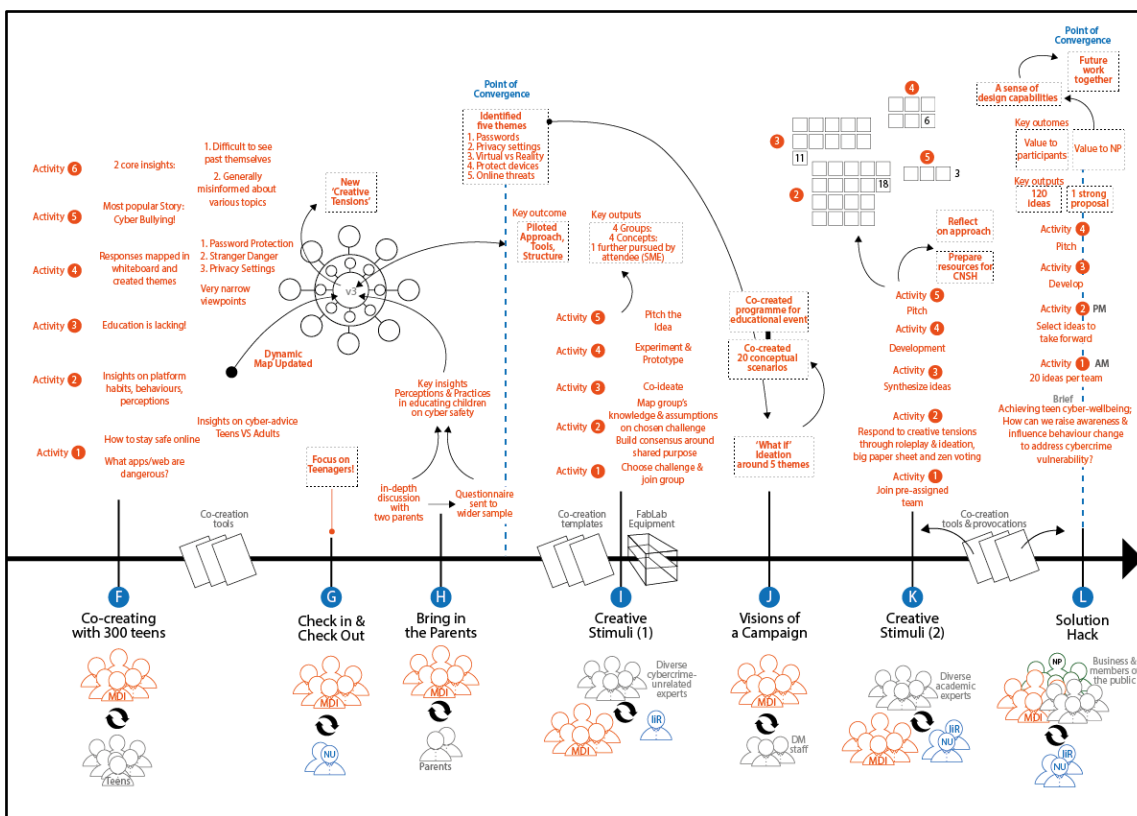 Activity 6
2 core insights:
1. Difficult to see
past themselves
2. Generally
misinformed about
various topics
Activity 5
Most popular Story:
Cyber Bullying!
Activity 4
Responses mapped in
whiteboard and
created themes
1. Password Protection
2. Stranger Danger
3. Privacy Settings
Very narrow
viewpoints
Activity 3
Education is lacking!
Activity 2
Insights on platform
habits, behaviours,
perceptions
Activity 1
How to stay safe online
What apps/web are
dangerous?
Insights on cyber-advice
Teens VS Adults
New
'Creative
Tensions'
v3
Dynamic
Map Updated
Focus on
Teenagers!
Key insights
Perceptions & Practices
in educating children
on cyber safety
in-depth
discussion
with
two parents
Questionnaire
sent to
wider sample
Point of
Convergence
Identified
five themes
1. Passwords
2. Privacy settings
3. Virtual vs Reality
4. Protect devices
5. Online threats
Key outcome
Piloted
Approach,
Tools,
Structure
Key outputs
4 Groups:
4 Concepts:
1 further pursued by
attendee (SME)
Activity 5
Pitch the
Idea
Activity 4
Experiment &
Prototype
Activity 3
Co-ideate
Activity 2
Map group's
knowledge & assumptions
on chosen challenge
Build consensus around
shared purpose
Activity 1
Choose challenge &
join group
Co-created
programme for
educational event
Co-created
20 conceptual
scenarios
'What if'
Ideation
around 5 themes
4
6
3
11
5
3
2
18
Reflect
on approach
Prepare
resources for
CNSH
Activity 5
Pitch
Activity 4
Development
Activity 3
Synthesize ideas
Activity 2
Respond to creative tensions
through roleplay & ideation,
big paper sheet and zen voting
Activity 1
Join pre-assigned
team
Point of
Convergence
Future
work
together
A sense of
design capabilities
Key outcomes
Value to
participants
Value to NP
Key outputs
120
ideas
1 strong
proposal
Activity 4
Pitch
Activity 3
Develop
Activity 2 PM
Select ideas to
take forward
Activity 1 AM
20 ideas per team
Brief
Achieving teen cyber-wellbeing;
How can we raise awareness &
influence behaviour change
to address cybercrime
vulnerability?
Co-creation
tools
Co-creation
templates
FabLab
Equipment
Co-creation
tools & provocations
F
Co-creating
with 300 teens
MDI
Teens
G
Check in &
Check Out
MDI
NU
H
Bring in
the Parents
MDI
Parents
I
Creative
Stimuli (1)
Diverse
cybercrime-
unrelated experts
MDI
IiR
J
Visions of
a Campaign
MDI
DM
staff
K
Creative
Stimuli (2)
Diverse
academic
experts
MDI
IiR
NU
L
Solution
Hack
NP
Business &
members of
the public
MDI
IiR
NU